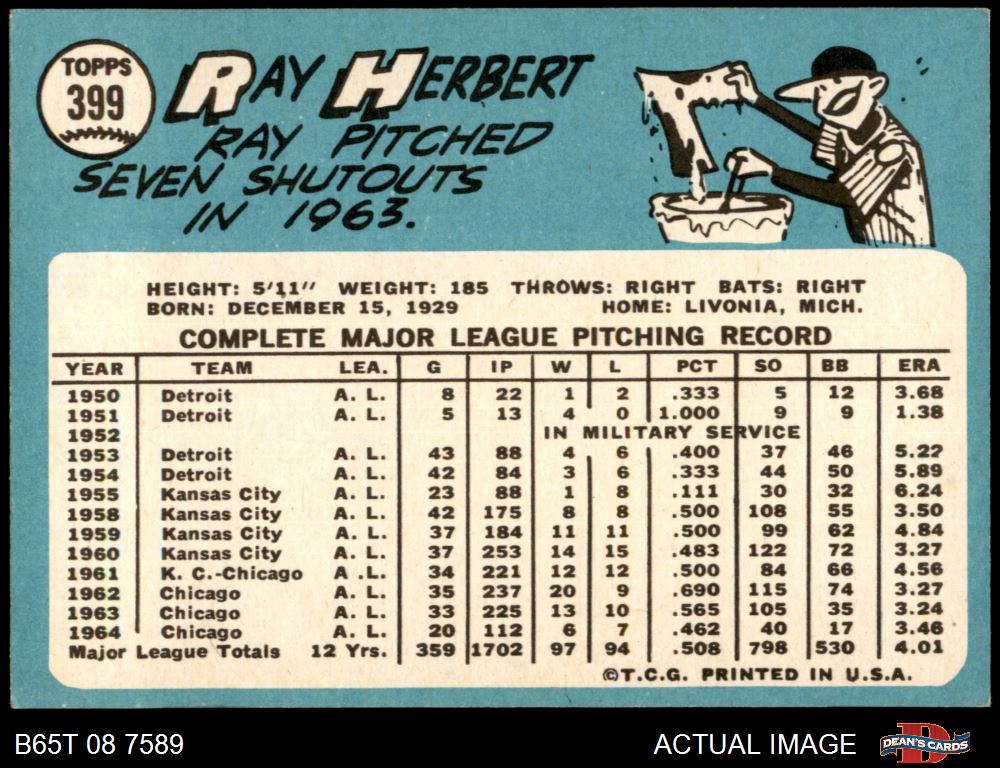 TOPPS
399
RAY HERBERT
RAY PITCHED
SEVEN SHUTOUTS
IN 1963.
HEIGHT: 5'11" WEIGHT: 185 THROWS: RIGHT BATS: RIGHT
BORN: DECEMBER 15, 1929 HOME: LIVONIA, MICH.
COMPLETE MAJOR LEAGUE PITCHING RECORD
YEAR TEAM LEA. G IP W L PCT SO BB ERA
1950 Detroit A. L. 8 22 1 2 .333 5 12 3.68
1951 Detroit A. L. 5 13 4 0 1.000 9 9 1.38
1952 IN MILITARY SERVICE
1953 Detroit A. L. 43 88 4 6 .400 37 46 5.22
1954 Detroit A. L. 42 84 3 6 .333 44 50 5.89
1955 Kansas City A. L. 23 88 1 8 .111 30 32 6.24
1958 Kansas City A. L. 42 175 8 8 .500 108 55 3.50
1959 Kansas City A. L. 37 184 11 11 .500 99 62 4.84
1960 Kansas City A. L. 37 253 14 15 .483 122 72 3.27
1961 K. C.-Chicago A .L. 34 221 12 12 .500 84 66 4.56
1962 Chicago A. L. 35 237 20 9 .690 115 74 3.27
1963 Chicago A. L. 33 225 13 10 .565 105 35 3.24
1964 Chicago A. L. 20 112 6 7 .462 40 17 3.46
Major League Totals 12 Yrs. 359 1702 97 94 .508 798 530 4.01
©T.C.G. PRINTED IN U.S.A.
B65T 08 7589 ACTUAL IMAGE DEAN'S CARDS